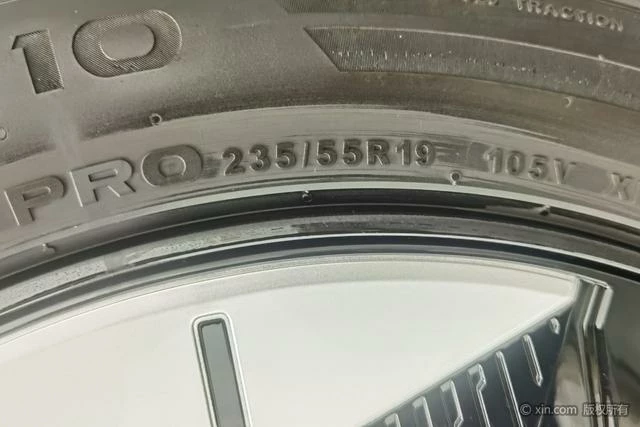 TRACTION
10
PRO 235/55R19 105V X
© xin.com 版权所有